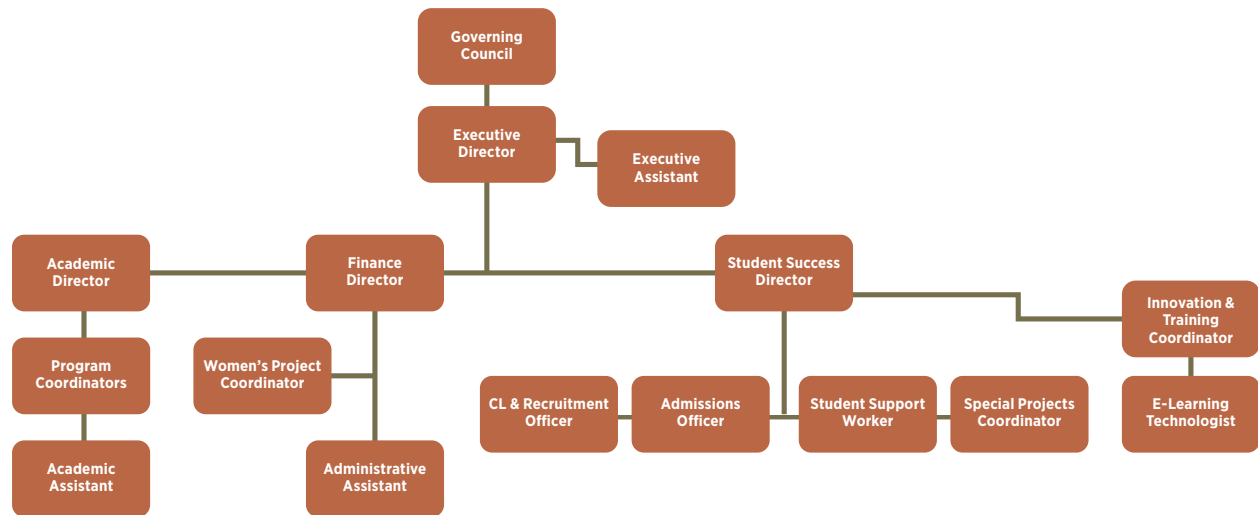 Governing
Council
Executive
Director
Executive
Assistant
Academic
Director
Finance
Director
Student Success
Director
Innovation &
Training
Coordinator
Program
Coordinators
Women’s Project
Coordinator
CL & Recruitment
Officer
Admissions
Officer
Student Support
Worker
Special Projects
Coordinator
E-Learning
Technologist
Academic
Assistant
Administrative
Assistant